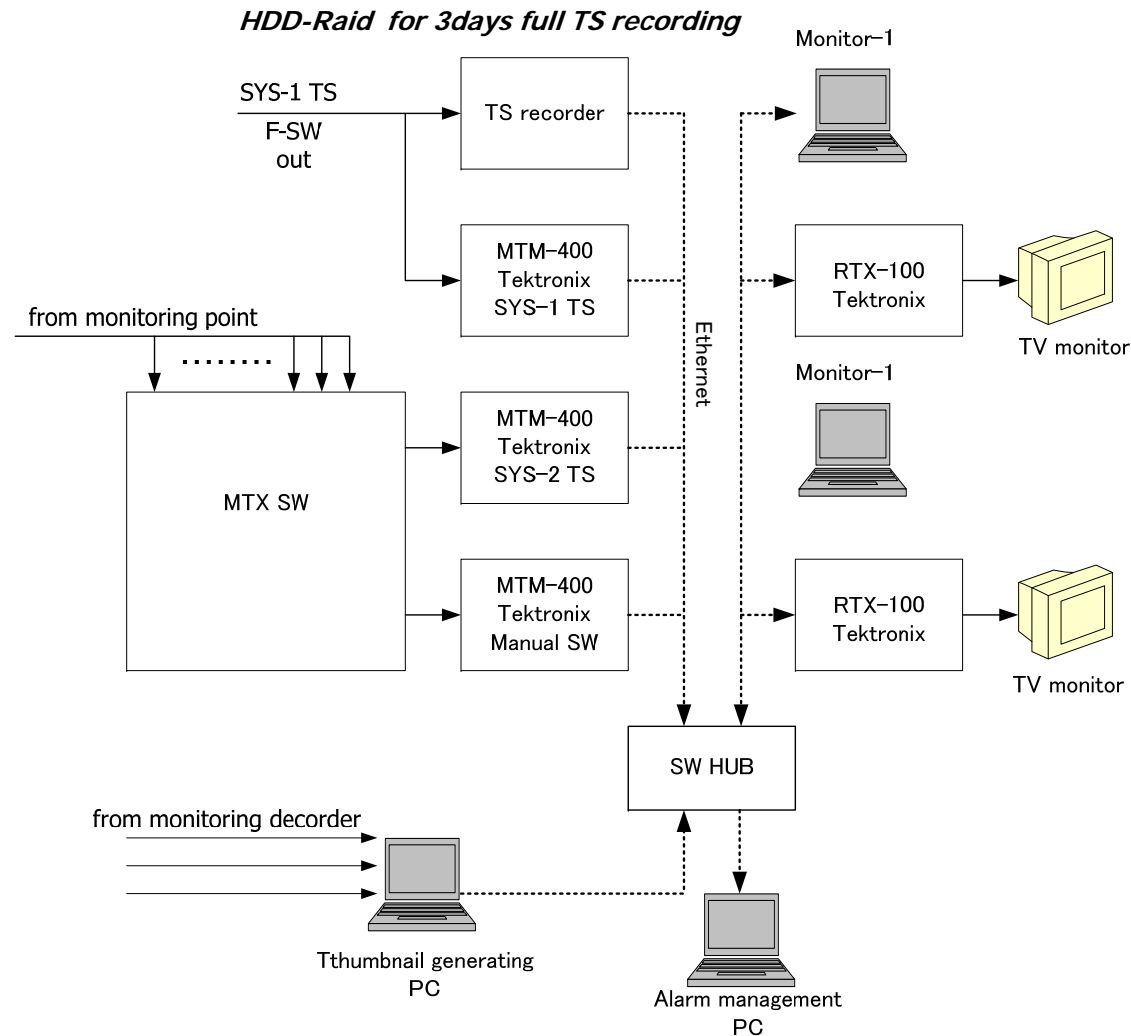 HDD-Raid for 3days full TS recording
Monitor-1
SYS-1 TS
F-SW
out
TS recorder
MTM-400
Tektronix
SYS-1 TS
RTX-100
Tektronix
TV monitor
from monitoring point
Ethernet
Monitor-1
MTX SW
MTM-400
Tektronix
SYS-2 TS
MTM-400
Tektronix
Manual SW
RTX-100
Tektronix
TV monitor
SW HUB
from monitoring decorder
Tthumbnail generating
PC
Alarm management
PC